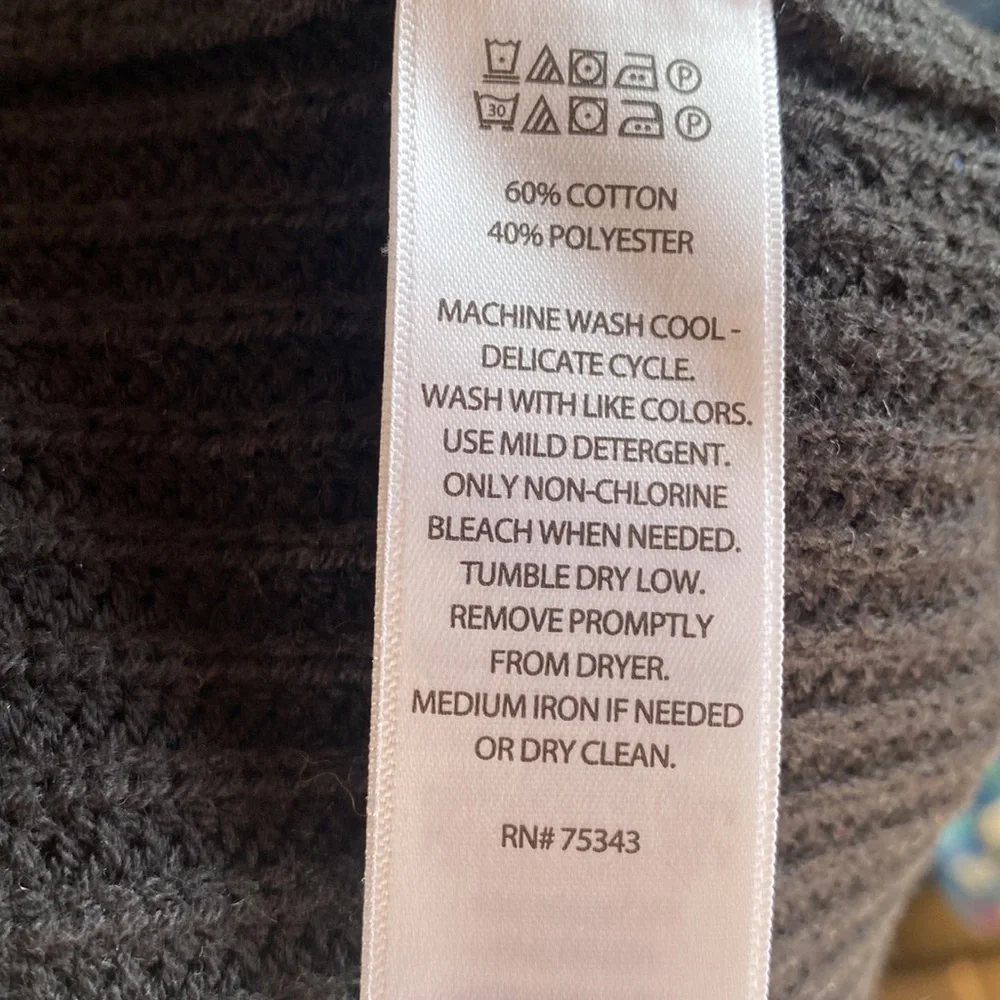 P
30 P
60% COTTON
40% POLYESTER
MACHINE WASH COOL -
DELICATE CYCLE.
WASH WITH LIKE COLORS.
USE MILD DETERGENT.
ONLY NON-CHLORINE
BLEACH WHEN NEEDED.
TUMBLE DRY LOW.
REMOVE PROMPTLY
FROM DRYER.
MEDIUM IRON IF NEEDED
OR DRY CLEAN.
RN# 75343